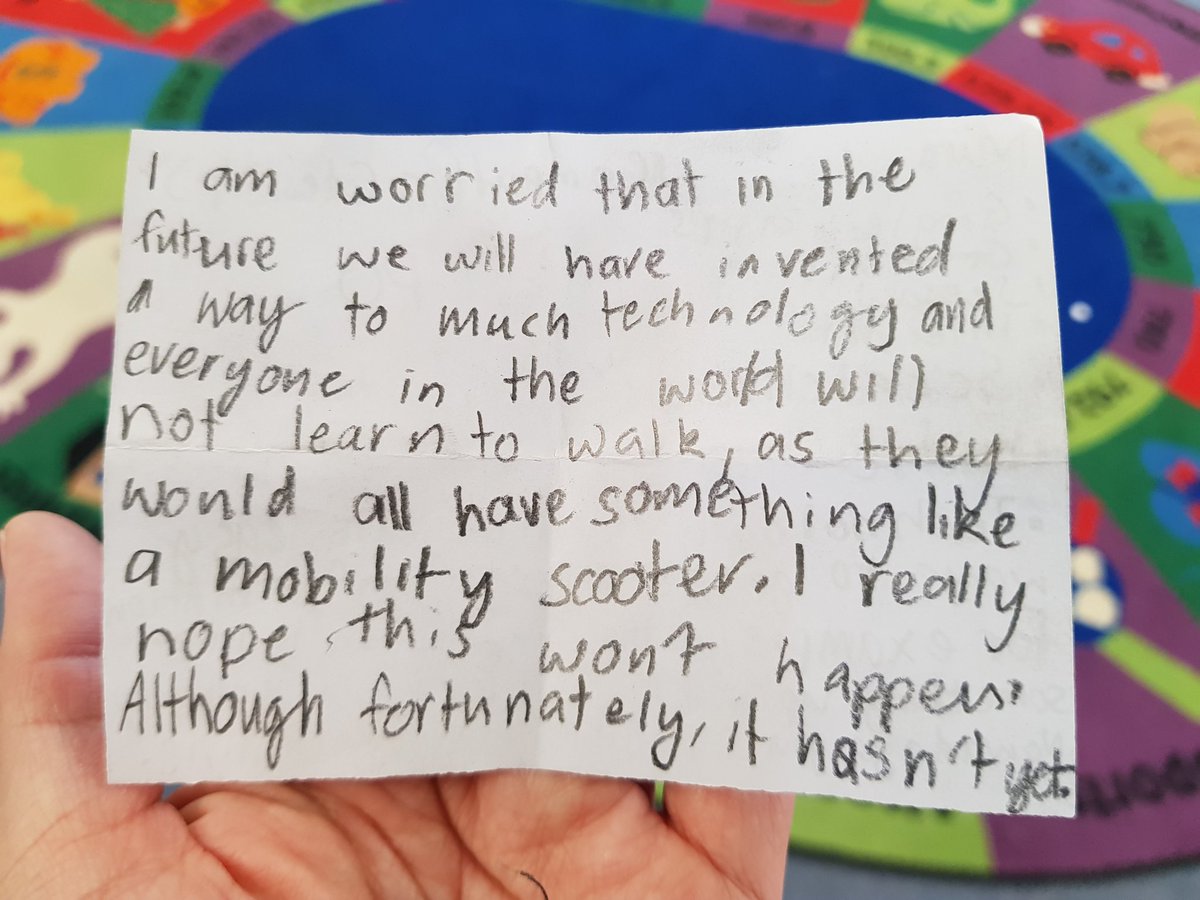 I am worried that in the
future we will have invented
a way to much technology and
everyone in the world will
not learn to walk, as they
would all have something like
a mobility scooter. I really
hope this won't happen.
Although fortunately, it hasn't yet.